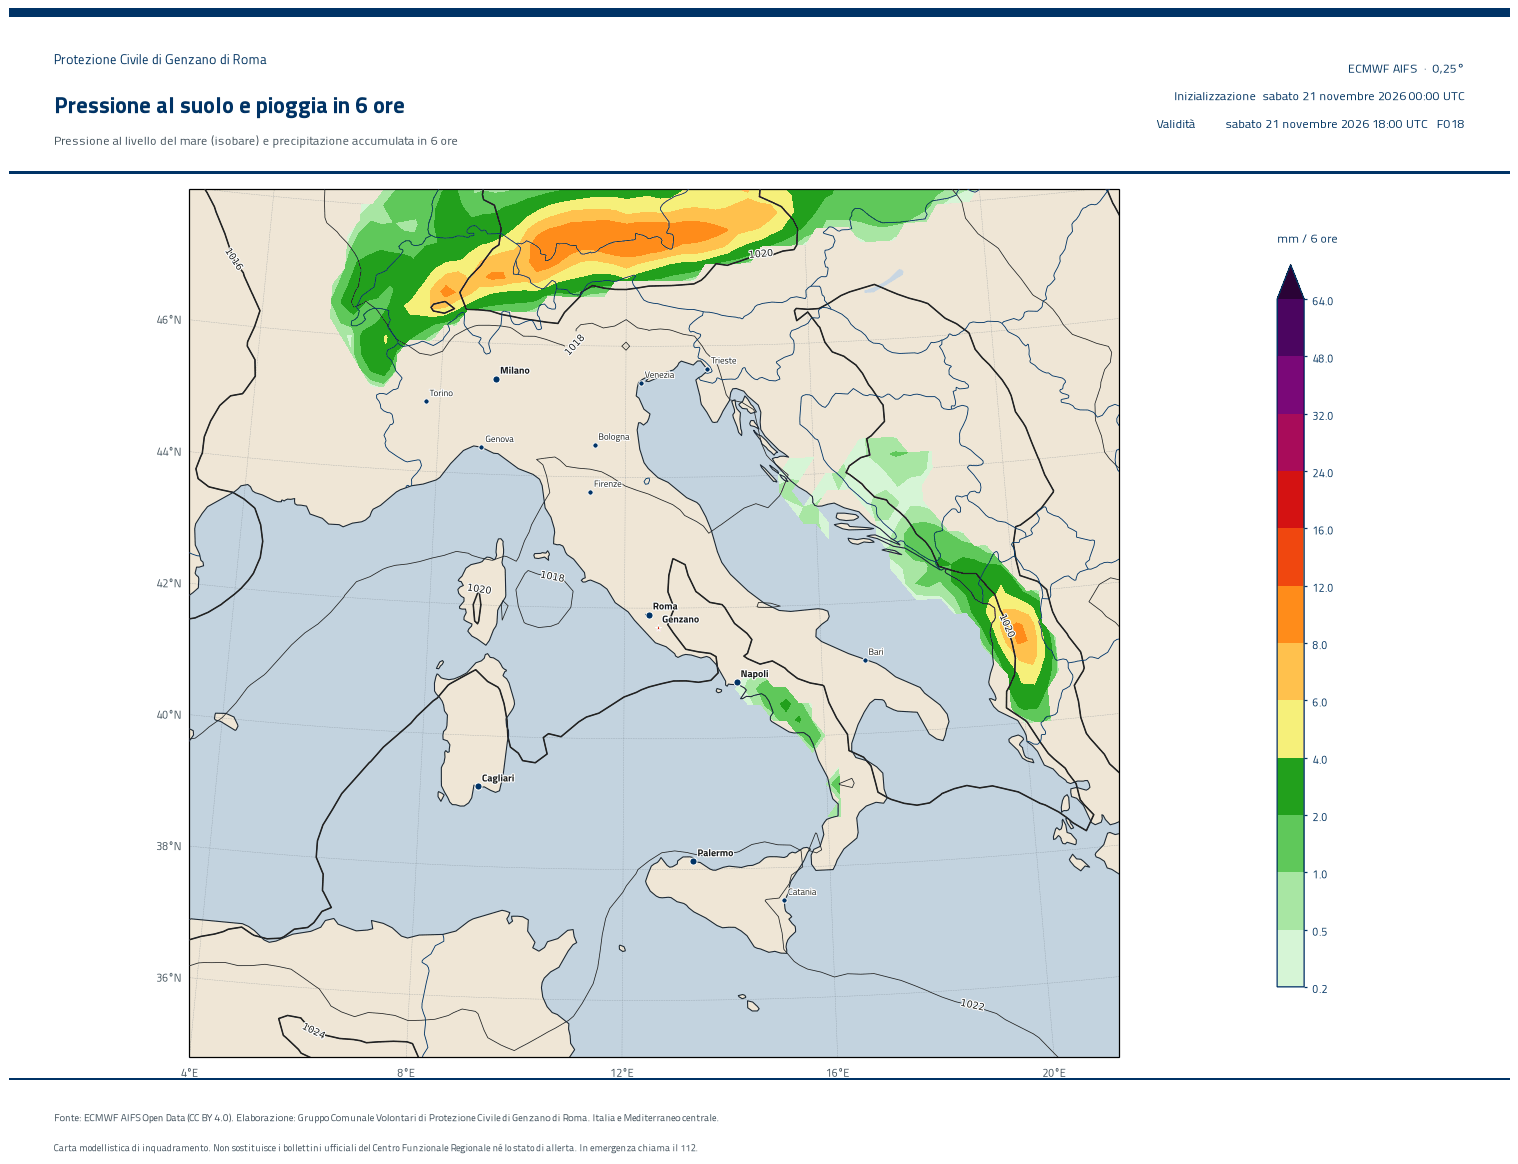 Protezione Civile di Genzano di Roma
Pressione al suolo e pioggia in 6 ore
Pressione al livello del mare (isobare) e precipitazione accumulata in 6 ore
ECMWF AIFS · 0,25°
Inizializzazione sabato 21 novembre 2026 00:00 UTC
Validità sabato 21 novembre 2026 18:00 UTC F018
mm / 6 ore
64.0
48.0
32.0
24.0
16.0
12.0
8.0
6.0
4.0
2.0
1.0
0.5
0.2
46°N
44°N
42°N
40°N
38°N
36°N
4°E
8°E
12°E
16°E
20°E
1016
1020
1018
Trieste
Venezia
Milano
Torino
Genova
Bologna
Firenze
1018
1020
Roma
Genzano
1020
Bari
Napoli
Cagliari
Palermo
Catania
1022
1024
Fonte: ECMWF AIFS Open Data (CC BY 4.0). Elaborazione: Gruppo Comunale Volontari di Protezione Civile di Genzano di Roma. Italia e Mediterraneo centrale.
Carta modellistica di inquadramento. Non sostituisce i bollettini ufficiali del Centro Funzionale Regionale né lo stato di allerta. In emergenza chiama il 112.